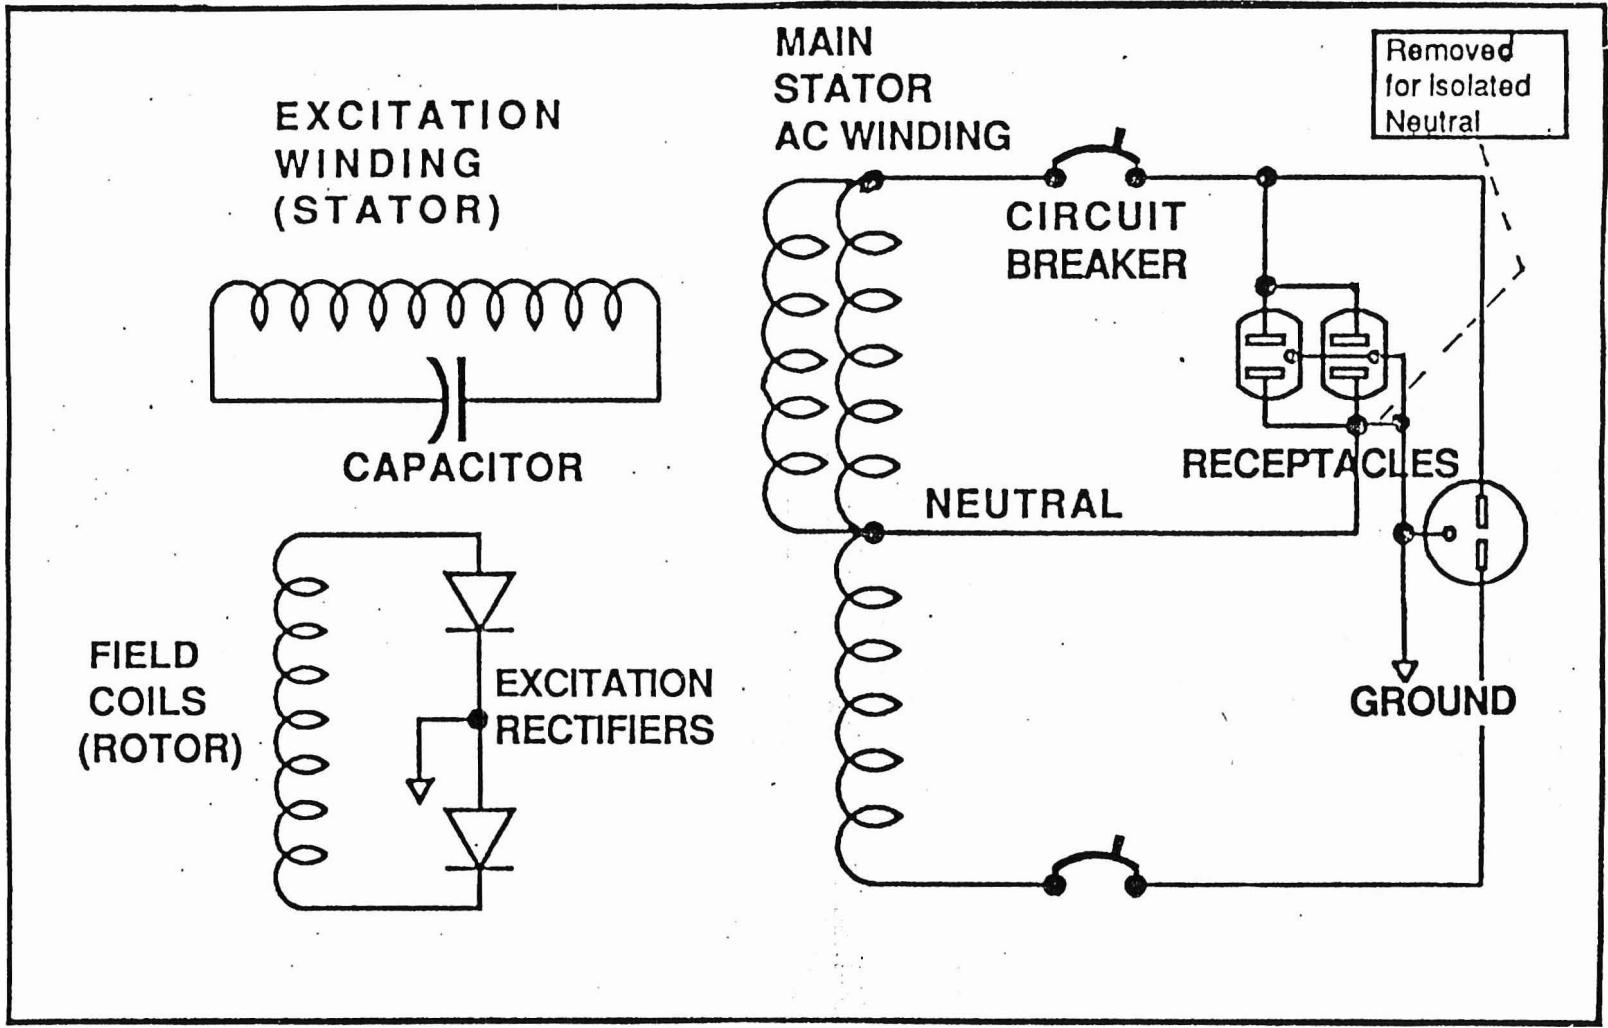 EXCITATION
WINDING
(STATOR)
CAPACITOR
FIELD
COILS
(ROTOR)
EXCITATION
RECTIFIERS
MAIN
STATOR
AC WINDING
CIRCUIT
BREAKER
NEUTRAL
Removed
for Isolated
Neutral
RECEPTACLES
GROUND